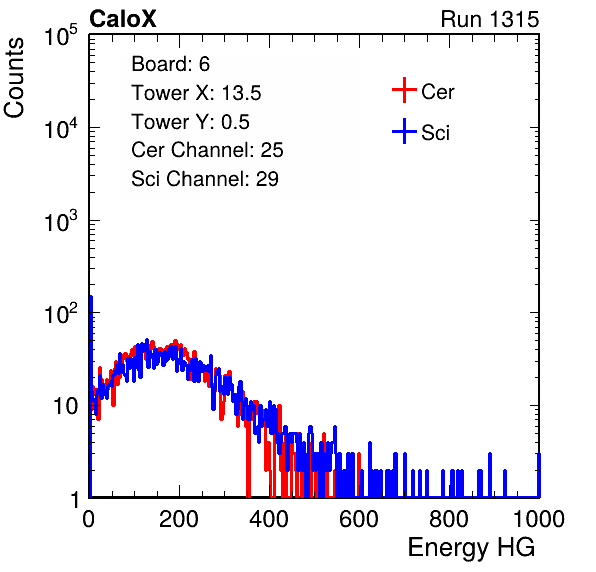 CaloX Run 1315
Counts
10^5
10^4
10^3
10^2
10
1
Board: 6
Tower X: 13.5
Tower Y: 0.5
Cer Channel: 25
Sci Channel: 29
Cer
Sci
0 200 400 600 800 1000
Energy HG